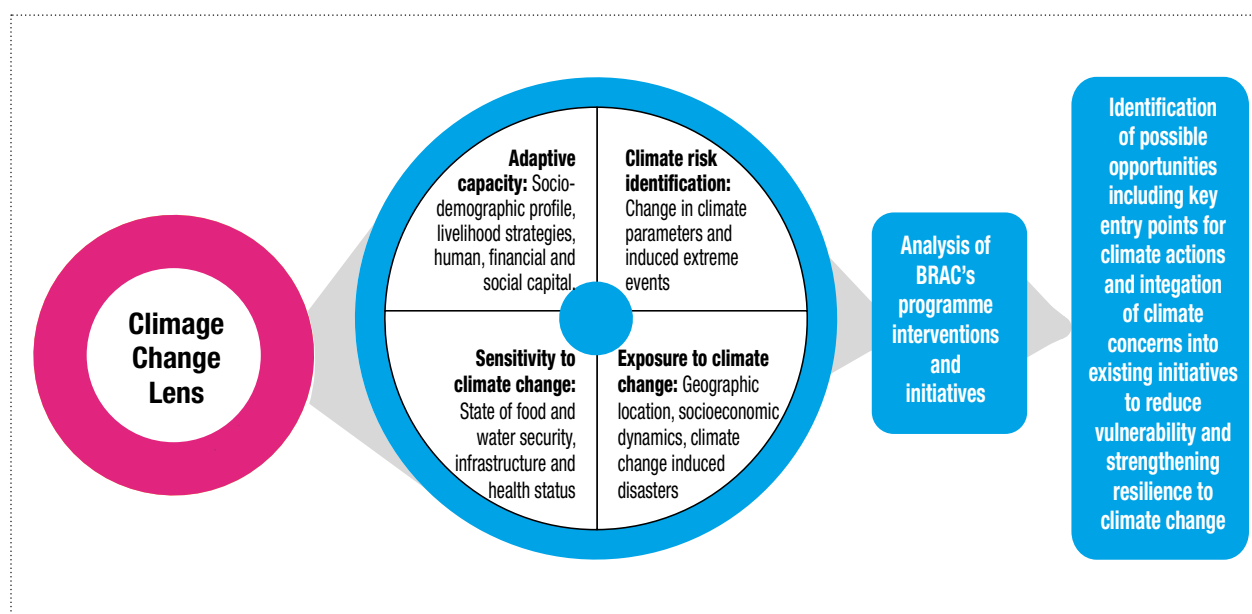 Climage
Change
Lens
Adaptive
capacity: Socio-
demographic profile,
livelihood strategies,
human, financial and
social capital.
Climate risk
identification:
Change in climate
parameters and
induced extreme
events
Sensitivity to
climate change:
State of food and
water security,
infrastructure and
health status
Exposure to climate
change: Geographic
location, socioeconomic
dynamics, climate
change induced
disasters
Analysis of
BRAC's
programme
interventions
and
initiatives
Identification
of possible
opportunities
including key
entry points for
climate actions
and integation
of climate
concerns into
existing initiatives
to reduce
vulnerability and
strengthening
resilience to
climate change